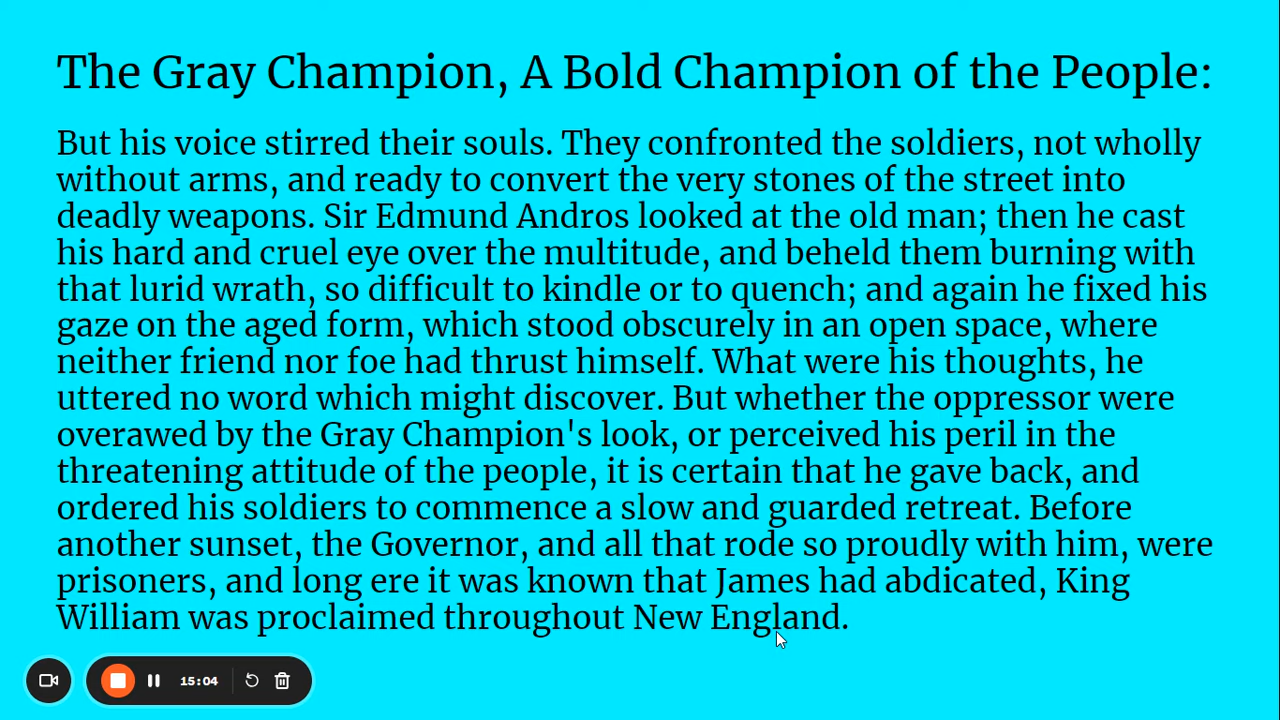 The Gray Champion, A Bold Champion of the People:
But his voice stirred their souls. They confronted the soldiers, not wholly
without arms, and ready to convert the very stones of the street into
deadly weapons. Sir Edmund Andros looked at the old man; then he cast
his hard and cruel eye over the multitude, and beheld them burning with
that lurid wrath, so difficult to kindle or to quench; and again he fixed his
gaze on the aged form, which stood obscurely in an open space, where
neither friend nor foe had thrust himself. What were his thoughts, he
uttered no word which might discover. But whether the oppressor were
overawed by the Gray Champion's look, or perceived his peril in the
threatening attitude of the people, it is certain that he gave back, and
ordered his soldiers to commence a slow and guarded retreat. Before
another sunset, the Governor, and all that rode so proudly with him, were
prisoners, and long ere it was known that James had abdicated, King
William was proclaimed throughout New England.
15:04